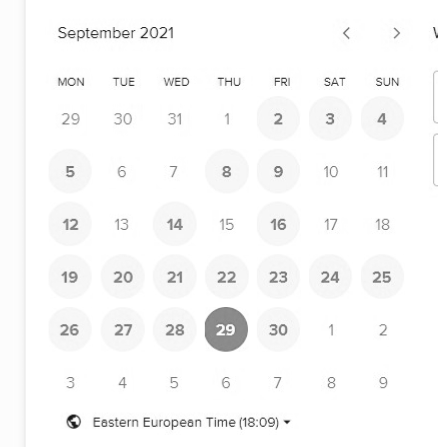 September 2021
MON TUE WED THU FRI SAT SUN
29 30 31 1 2 3 4
5 6 7 8 9 10 11
12 13 14 15 16 17 18
19 20 21 22 23 24 25
26 27 28 29 30 1 2
3 4 5 6 7 8 9
Eastern European Time (18:09)